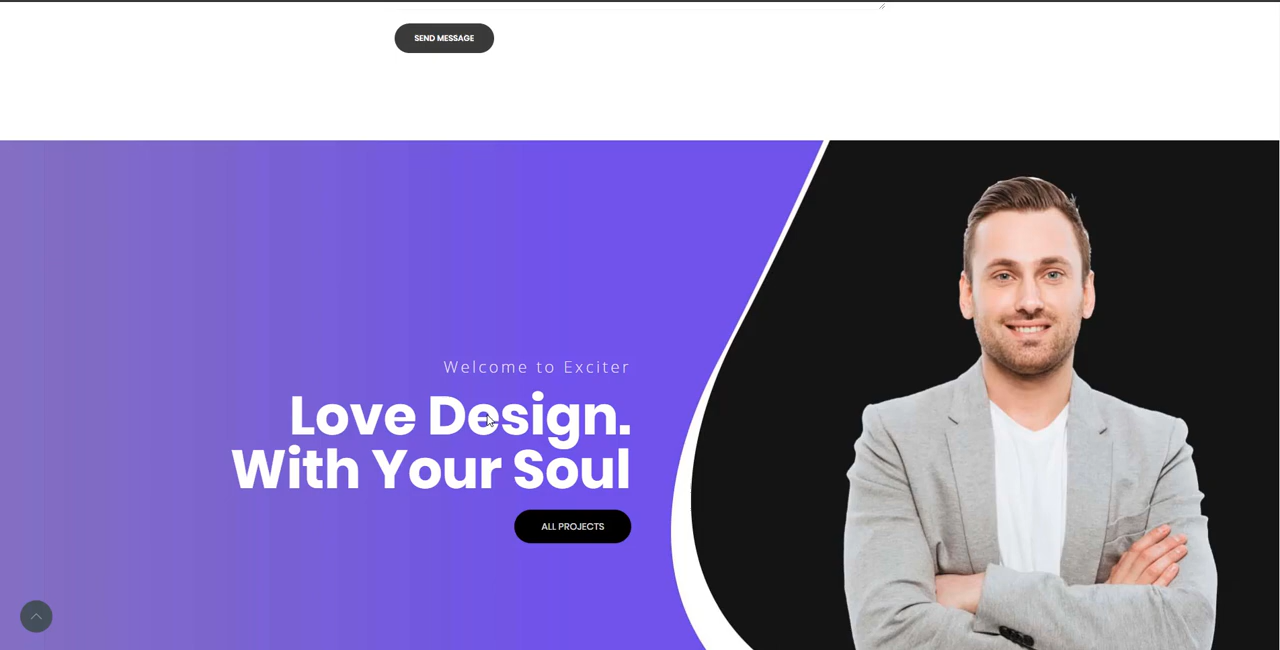 SEND MESSAGE
Welcome to Exciter
Love Design.
With Your Soul
ALL PROJECTS